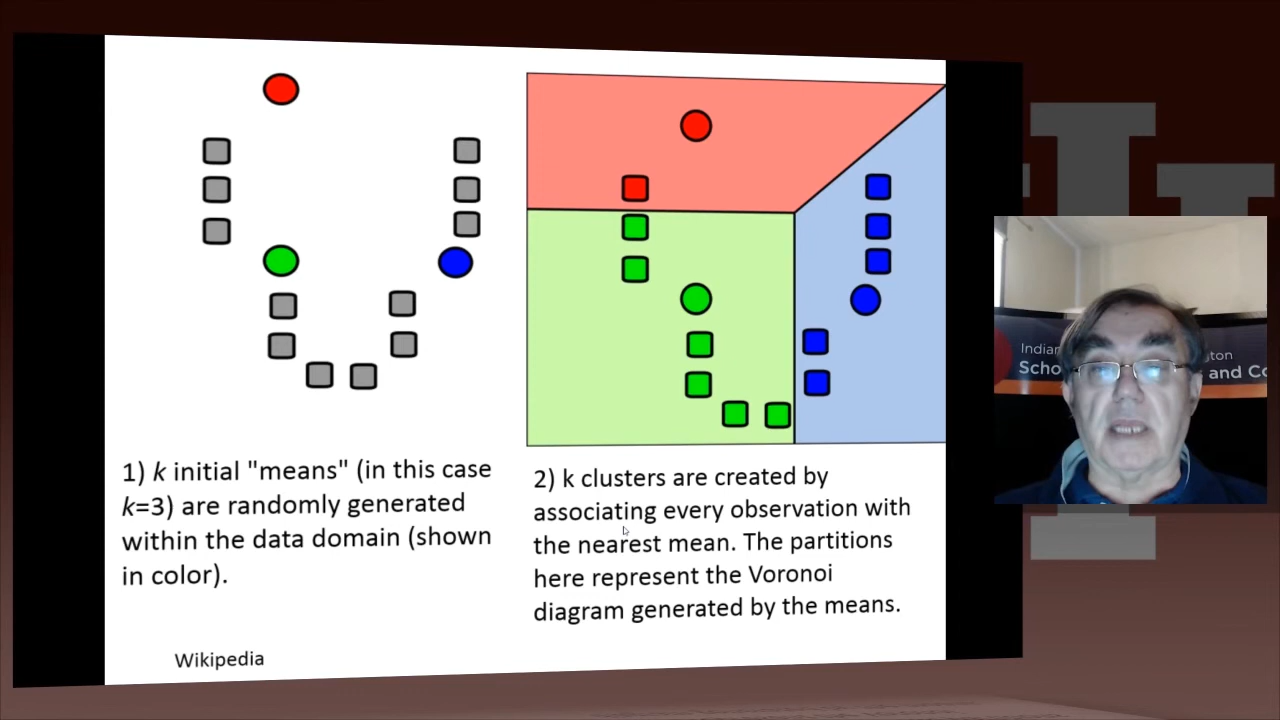 1) k initial "means" (in this case
k=3) are randomly generated
within the data domain (shown
in color).
2) k clusters are created by
associating every observation with
the nearest mean. The partitions
here represent the Voronoi
diagram generated by the means.
Wikipedia
and Co